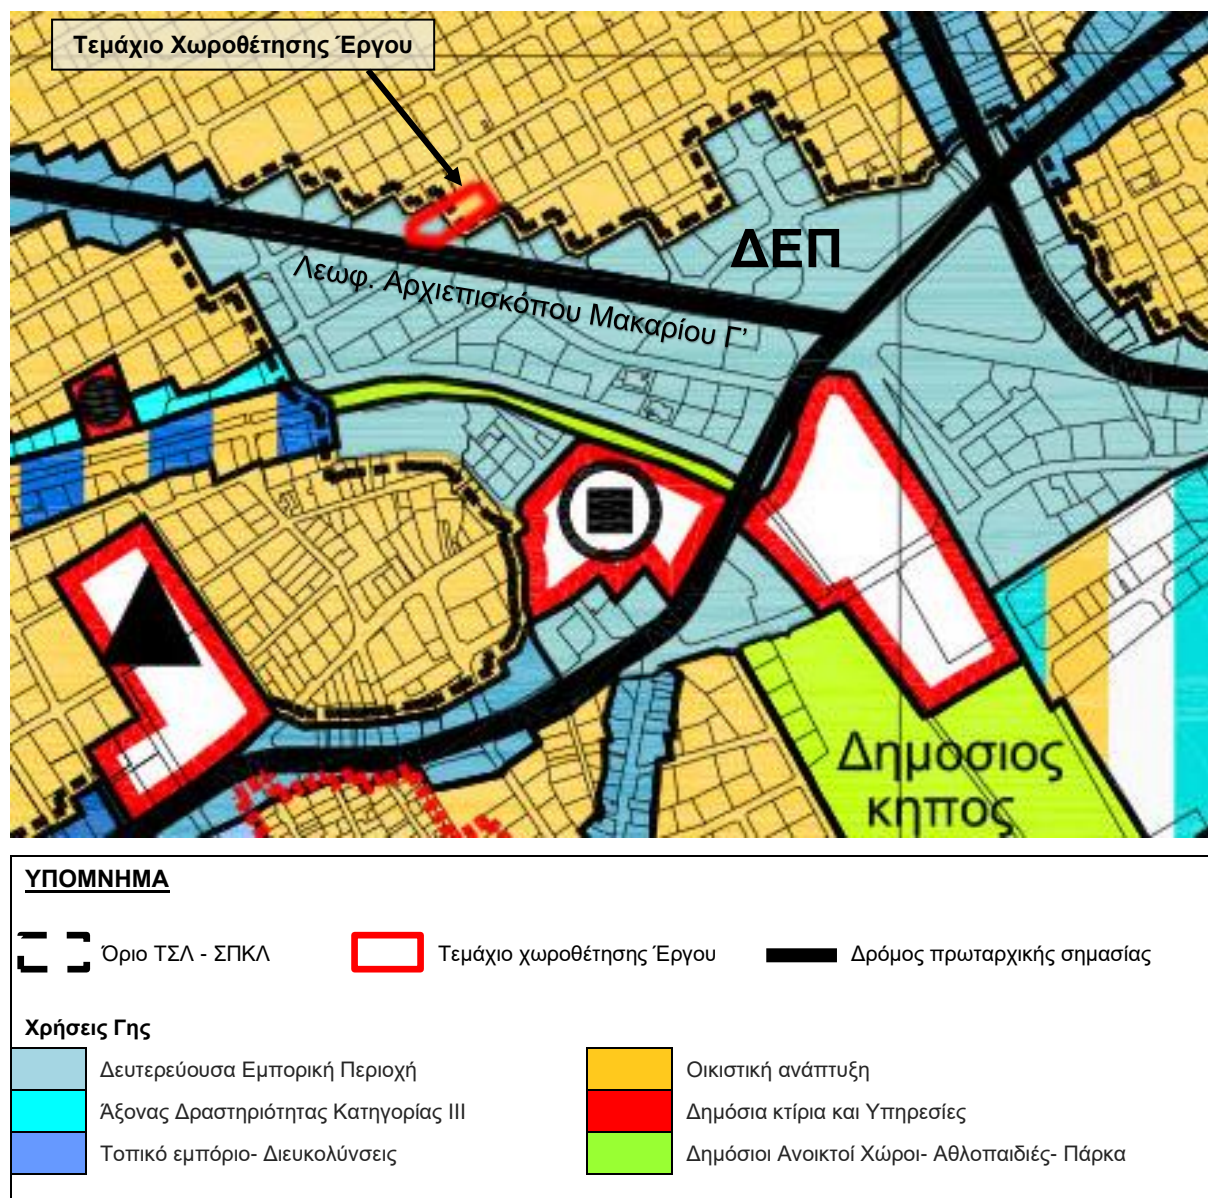 Τεμάχιο Χωροθέτησης Έργου
ΔΕΠ
Λεωφ. Αρχιεπισκόπου Μακαρίου Γ’
Δημοσιος
κηπος
ΥΠΟΜΝΗΜΑ
Όριο ΤΣΛ - ΣΠΚΛ
Τεμάχιο χωροθέτησης Έργου
Δρόμος πρωταρχικής σημασίας
Χρήσεις Γης
Δευτερεύουσα Εμπορική Περιοχή
Οικιστική ανάπτυξη
Άξονας Δραστηριότητας Κατηγορίας ΙΙΙ
Δημόσια κτίρια και Υπηρεσίες
Τοπικό εμπόριο- Διευκολύνσεις
Δημόσιοι Ανοικτοί Χώροι- Αθλοπαιδιές- Πάρκα